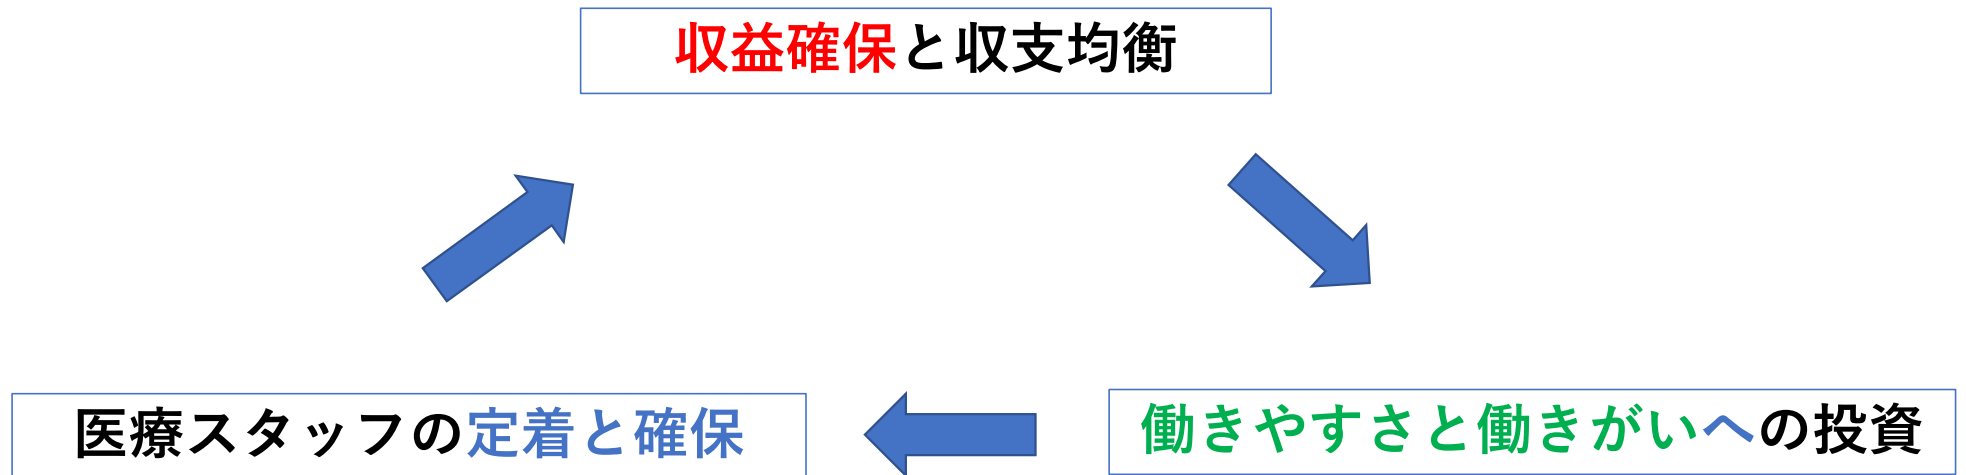 収益確保と収支均衡
医療スタッフの定着と確保
働きやすさと働きがいへの投資